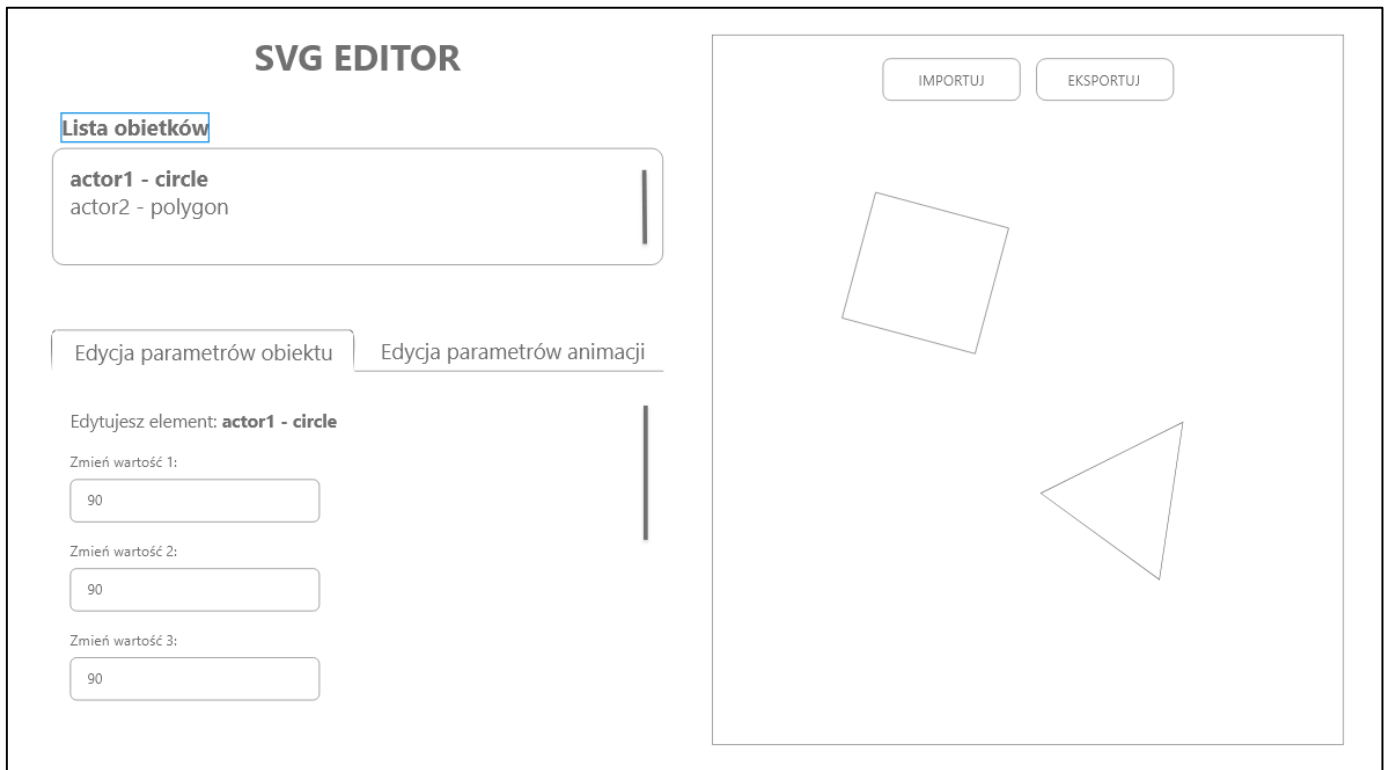 SVG EDITOR
Lista obietków
actor1 - circle
actor2 - polygon
Edycja parametrów obiektu
Edycja parametrów animacji
Edytujesz element: actor1 - circle
Zmień wartość 1:
90
Zmień wartość 2:
90
Zmień wartość 3:
90
IMPORTUJ
EKSPORTUJ